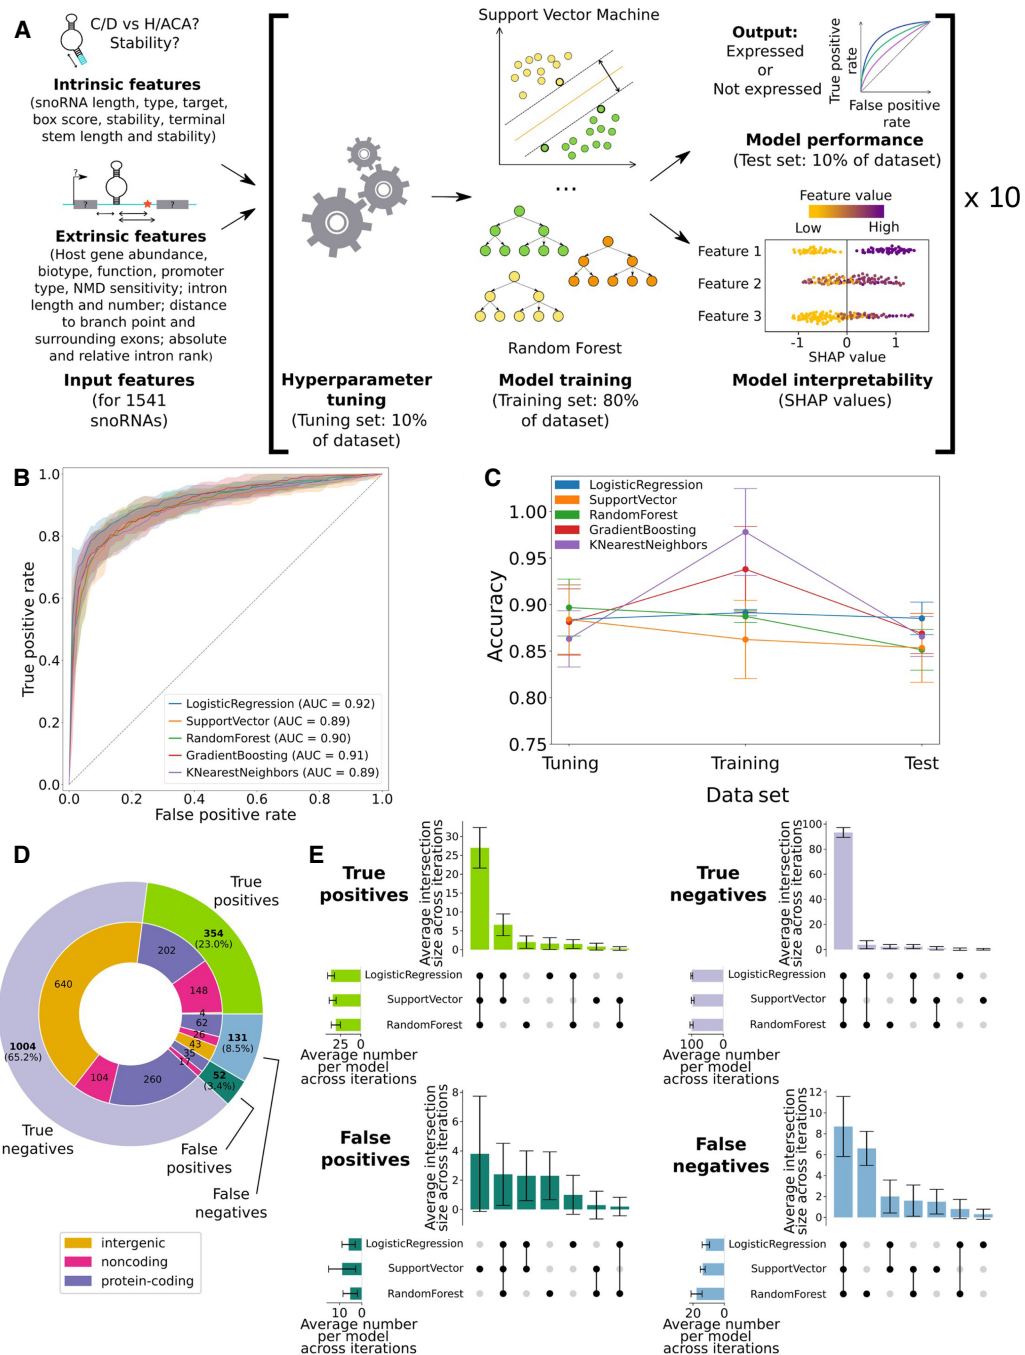 A
C/D vs H/ACA?
Stability?
Intrinsic features
(snoRNA length, type, target,
box score, stability, terminal
stem length and stability)
?
?
?
Extrinsic features
(Host gene abundance,
biotype, function, promoter
type, NMD sensitivity; intron
length and number; distance
to branch point and
surrounding exons; absolute
and relative intron rank)
Input features
(for 1541
snoRNAs)
Hyperparameter
tuning
(Tuning set: 10%
of dataset)
Support Vector Machine
...
Random Forest
Model training
(Training set: 80%
of dataset)
Output:
Expressed
or
Not expressed
True positive
rate
False positive
rate
Model performance
(Test set: 10% of dataset)
Feature value
Low
High
Feature 1
Feature 2
Feature 3
-1
0
1
SHAP value
Model interpretability
(SHAP values)
x 10
B
True positive rate
1.0
0.8
0.6
0.4
0.2
0.0
LogisticRegression (AUC = 0.92)
SupportVector (AUC = 0.89)
RandomForest (AUC = 0.90)
GradientBoosting (AUC = 0.91)
KNearestNeighbors (AUC = 0.89)
0.0 0.2 0.4 0.6 0.8 1.0
False positive rate
C
Accuracy
1.00
0.95
0.90
0.85
0.80
0.75
LogisticRegression
SupportVector
RandomForest
GradientBoosting
KNearestNeighbors
Tuning
Training
Test
Data set
D
True
positives
354
(23.0%)
202
148
4
62
26
43
35
17
640
104
260
131
(8.5%)
52
(3.4%)
1004
(65.2%)
True
negatives
False
positives
False
negatives
intergenic
noncoding
protein-coding
E
True
positives
Average intersection
size across iterations
30
25
20
15
10
5
0
LogisticRegression
SupportVector
RandomForest
25 0
Average number
per model
across iterations
True
negatives
Average intersection
size across iterations
100
80
60
40
20
0
LogisticRegression
SupportVector
RandomForest
100 0
Average number
per model
across iterations
False
positives
Average intersection
size across iterations
8
6
4
2
0
LogisticRegression
SupportVector
RandomForest
10 0
Average number
per model
across iterations
False
negatives
Average intersection
size across iterations
12
10
8
6
4
2
0
LogisticRegression
SupportVector
RandomForest
20 0
Average number
per model
across iterations